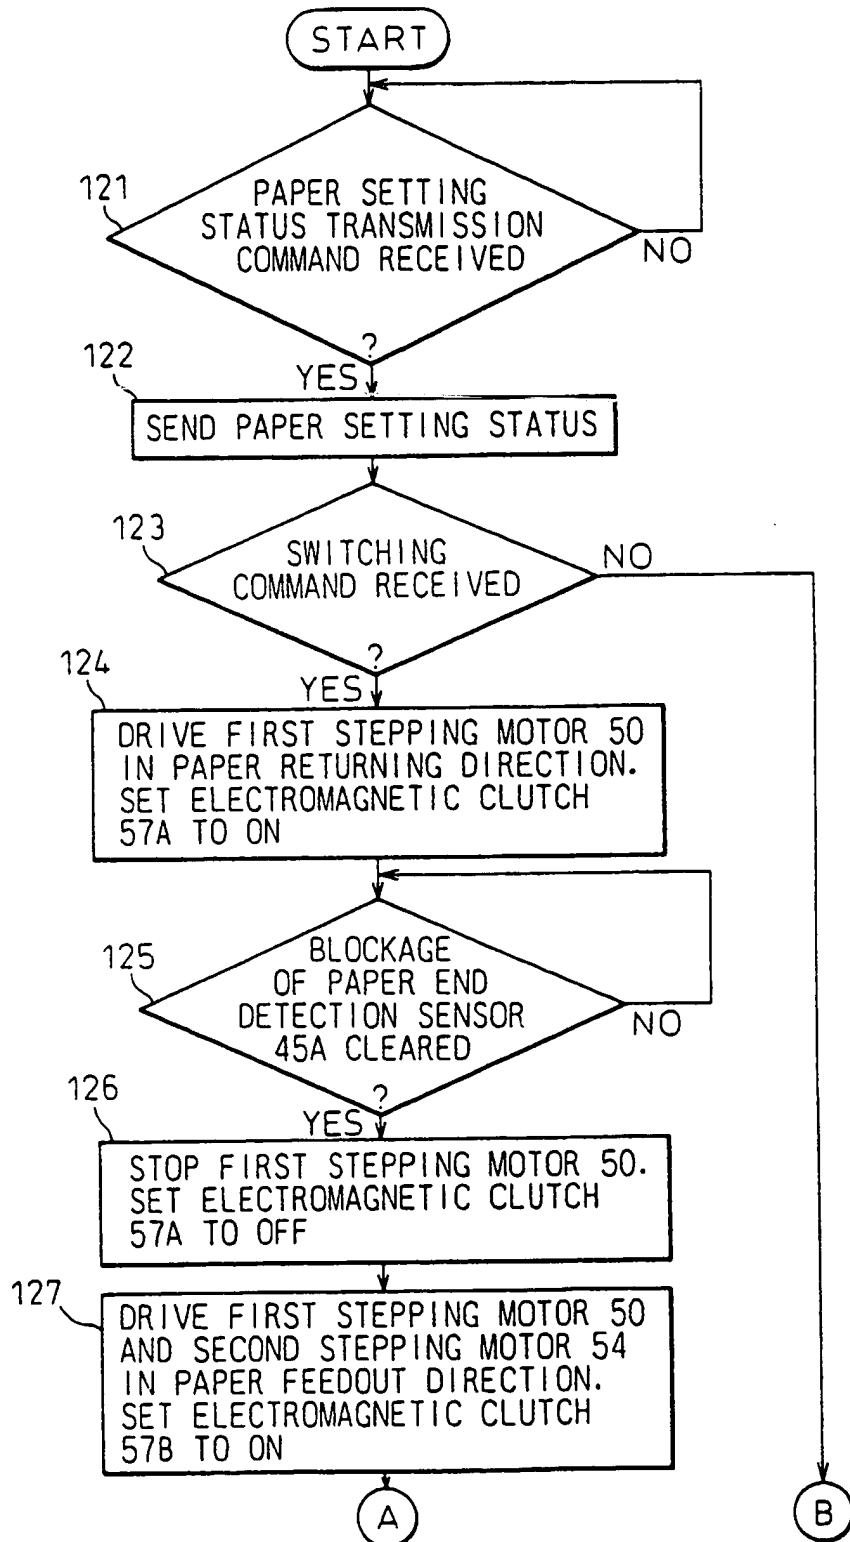 START
121
PAPER SETTING
STATUS TRANSMISSION
COMMAND RECEIVED
?
NO
YES
122
SEND PAPER SETTING STATUS
123
SWITCHING
COMMAND RECEIVED
?
NO
YES
124
DRIVE FIRST STEPPING MOTOR 50
IN PAPER RETURNING DIRECTION.
SET ELECTROMAGNETIC CLUTCH
57A TO ON
125
BLOCKAGE
OF PAPER END
DETECTION SENSOR
45A CLEARED
?
NO
YES
126
STOP FIRST STEPPING MOTOR 50.
SET ELECTROMAGNETIC CLUTCH
57A TO OFF
127
DRIVE FIRST STEPPING MOTOR 50
AND SECOND STEPPING MOTOR 54
IN PAPER FEEDOUT DIRECTION.
SET ELECTROMAGNETIC CLUTCH
57B TO ON
A
B